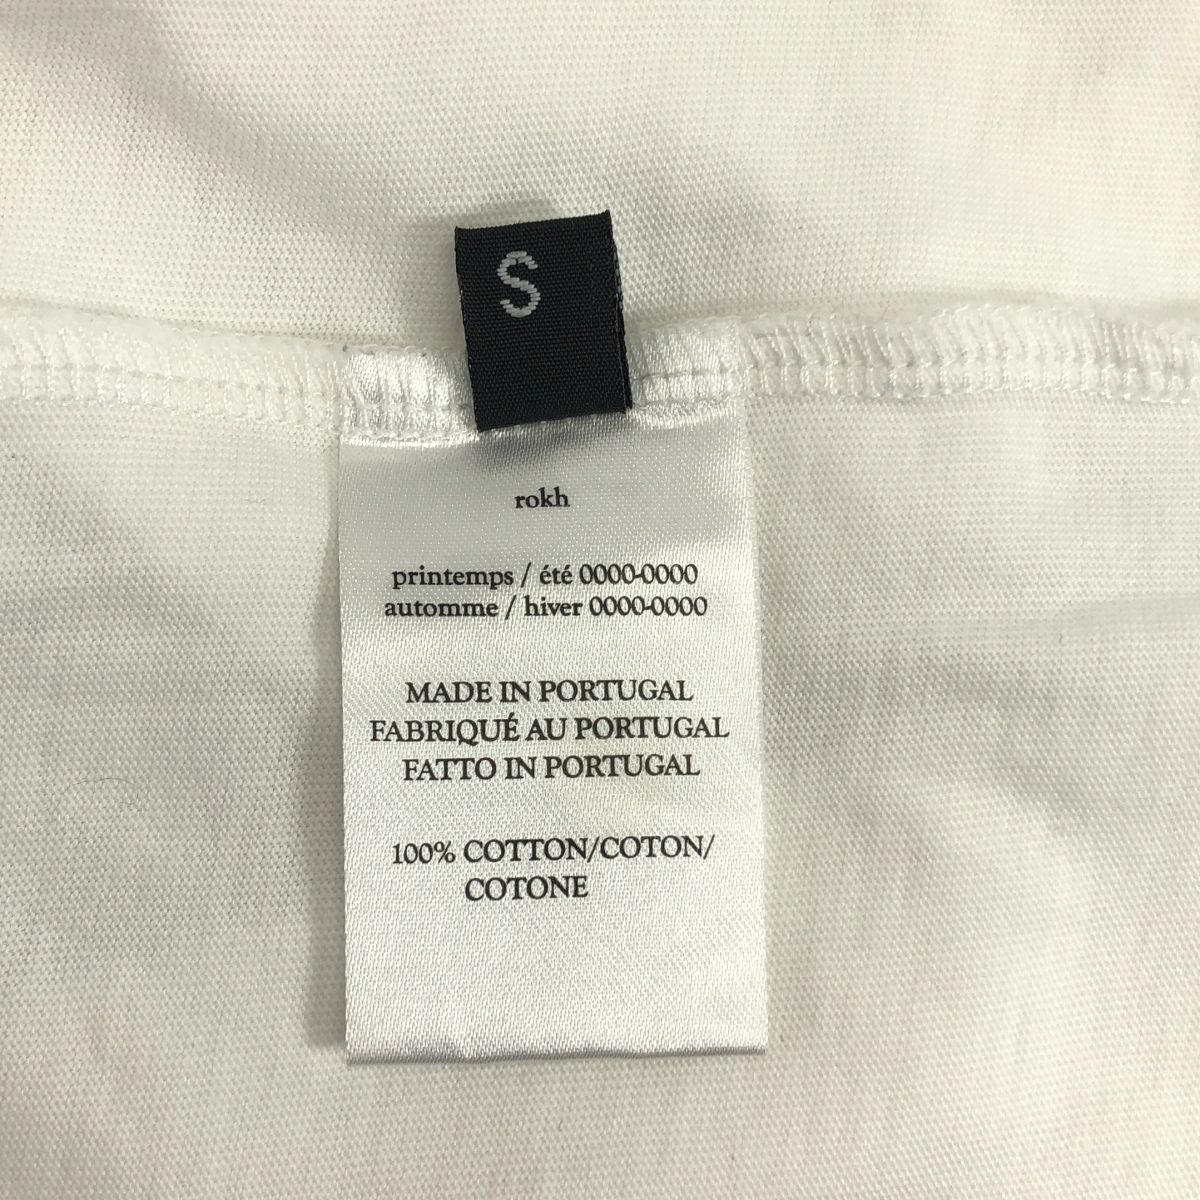 S
rokh
printemps / été 0000-0000
automme / hiver 0000-0000
MADE IN PORTUGAL
FABRIQUÉ AU PORTUGAL
FATTO IN PORTUGAL
100% COTTON/COTON/
COTONE